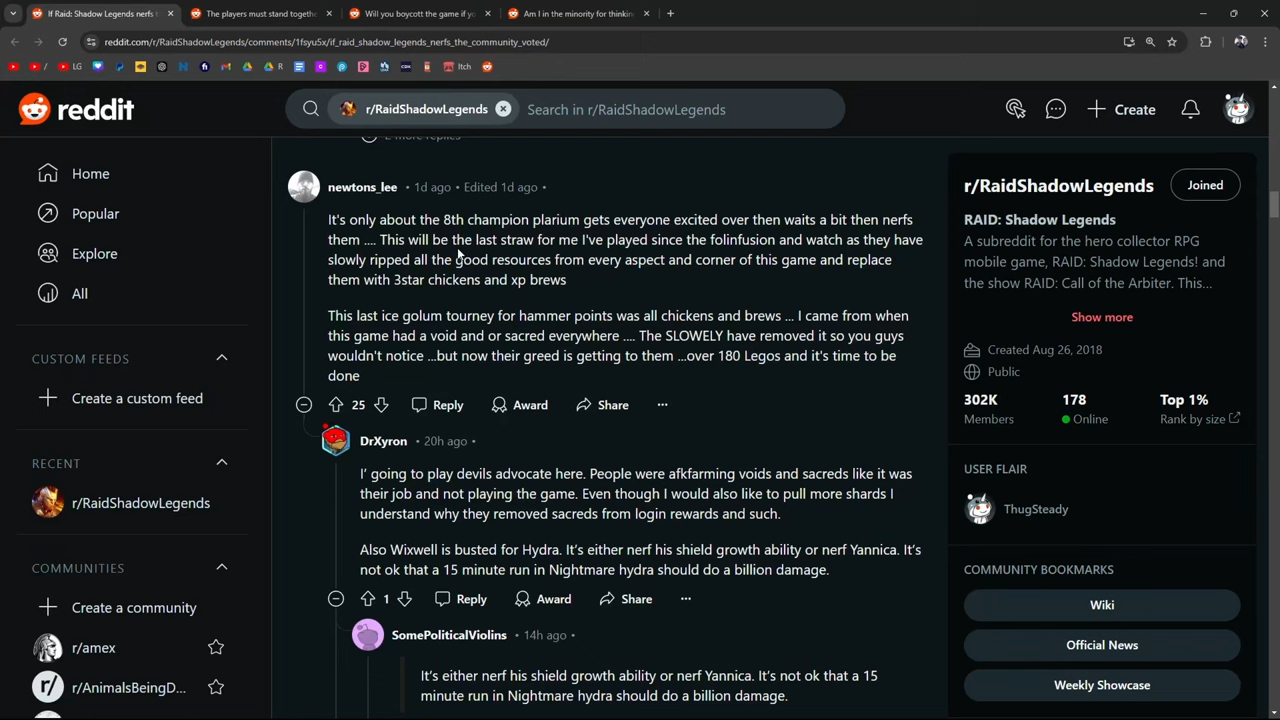 If Raid: Shadow Legends nerfs t
The players must stand togethe
Will you boycott the game if yo
Am I in the minority for thinkin
reddit.com/r/RaidShadowLegends/comments/1fsyu5x/if_raid_shadow_legends_nerfs_the_community_voted/
/
LG
R
Itch
reddit
r/RaidShadowLegends
Search in r/RaidShadowLegends
Create
Home
Popular
Explore
All
CUSTOM FEEDS
Create a custom feed
RECENT
r/RaidShadowLegends
COMMUNITIES
Create a community
r/amex
r/AnimalsBeingD...
2 more replies
newtons_lee • 1d ago • Edited 1d ago •
It's only about the 8th champion plarium gets everyone excited over then waits a bit then nerfs
them .... This will be the last straw for me I've played since the folinfusion and watch as they have
slowly ripped all the good resources from every aspect and corner of this game and replace
them with 3star chickens and xp brews
This last ice golum tourney for hammer points was all chickens and brews ... I came from when
this game had a void and or sacred everywhere .... The SLOWELY have removed it so you guys
wouldn't notice ...but now their greed is getting to them ...over 180 Legos and it's time to be
done
25 Reply Award Share
DrXyron • 20h ago •
I' going to play devils advocate here. People were afkfarming voids and sacreds like it was
their job and not playing the game. Even though I would also like to pull more shards I
understand why they removed sacreds from login rewards and such.
Also Wixwell is busted for Hydra. It's either nerf his shield growth ability or nerf Yannica. It's
not ok that a 15 minute run in Nightmare hydra should do a billion damage.
1 Reply Award Share
SomePoliticalViolins • 14h ago •
It's either nerf his shield growth ability or nerf Yannica. It's not ok that a 15
minute run in Nightmare hydra should do a billion damage.
r/RaidShadowLegends
Joined
RAID: Shadow Legends
A subreddit for the hero collector RPG
mobile game, RAID: Shadow Legends! and
the show RAID: Call of the Arbiter. This...
Show more
Created Aug 26, 2018
Public
302K 178 Top 1%
Members Online Rank by size
USER FLAIR
ThugSteady
COMMUNITY BOOKMARKS
Wiki
Official News
Weekly Showcase